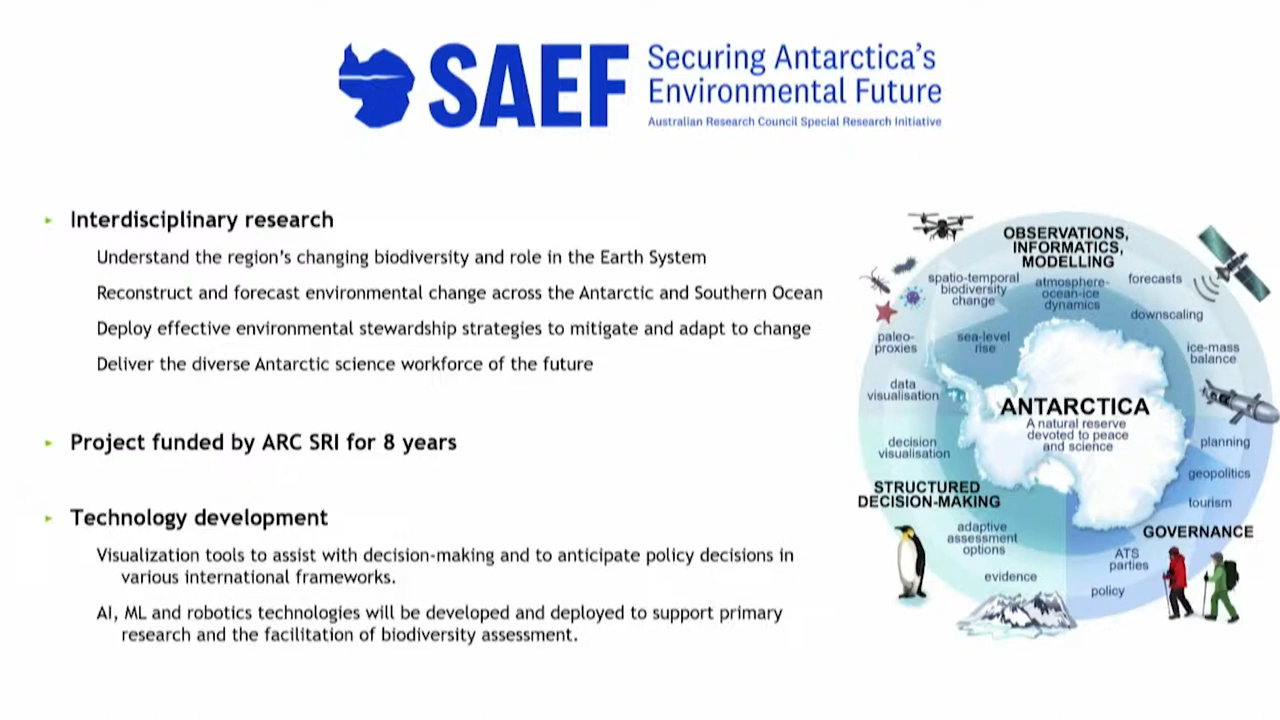 SAEF
Securing Antarctica's
Environmental Future
Australian Research Council Special Research Initiative
Interdisciplinary research
Understand the region's changing biodiversity and role in the Earth System
Reconstruct and forecast environmental change across the Antarctic and Southern Ocean
Deploy effective environmental stewardship strategies to mitigate and adapt to change
Deliver the diverse Antarctic science workforce of the future
Project funded by ARC SRI for 8 years
Technology development
Visualization tools to assist with decision-making and to anticipate policy decisions in
various international frameworks.
AI, ML and robotics technologies will be developed and deployed to support primary
research and the facilitation of biodiversity assessment.
OBSERVATIONS,
INFORMATICS,
MODELLING
spatio-temporal
biodiversity
change
atmosphere-
ocean-ice
dynamics
forecasts
downscaling
paleo-
proxies
sea-level
rise
ice-mass
balance
data
visualisation
ANTARCTICA
A natural reserve
devoted to peace
and science
decision
visualisation
planning
geopolitics
tourism
STRUCTURED
DECISION-MAKING
GOVERNANCE
adaptive
assessment
options
ATS
parties
evidence
policy